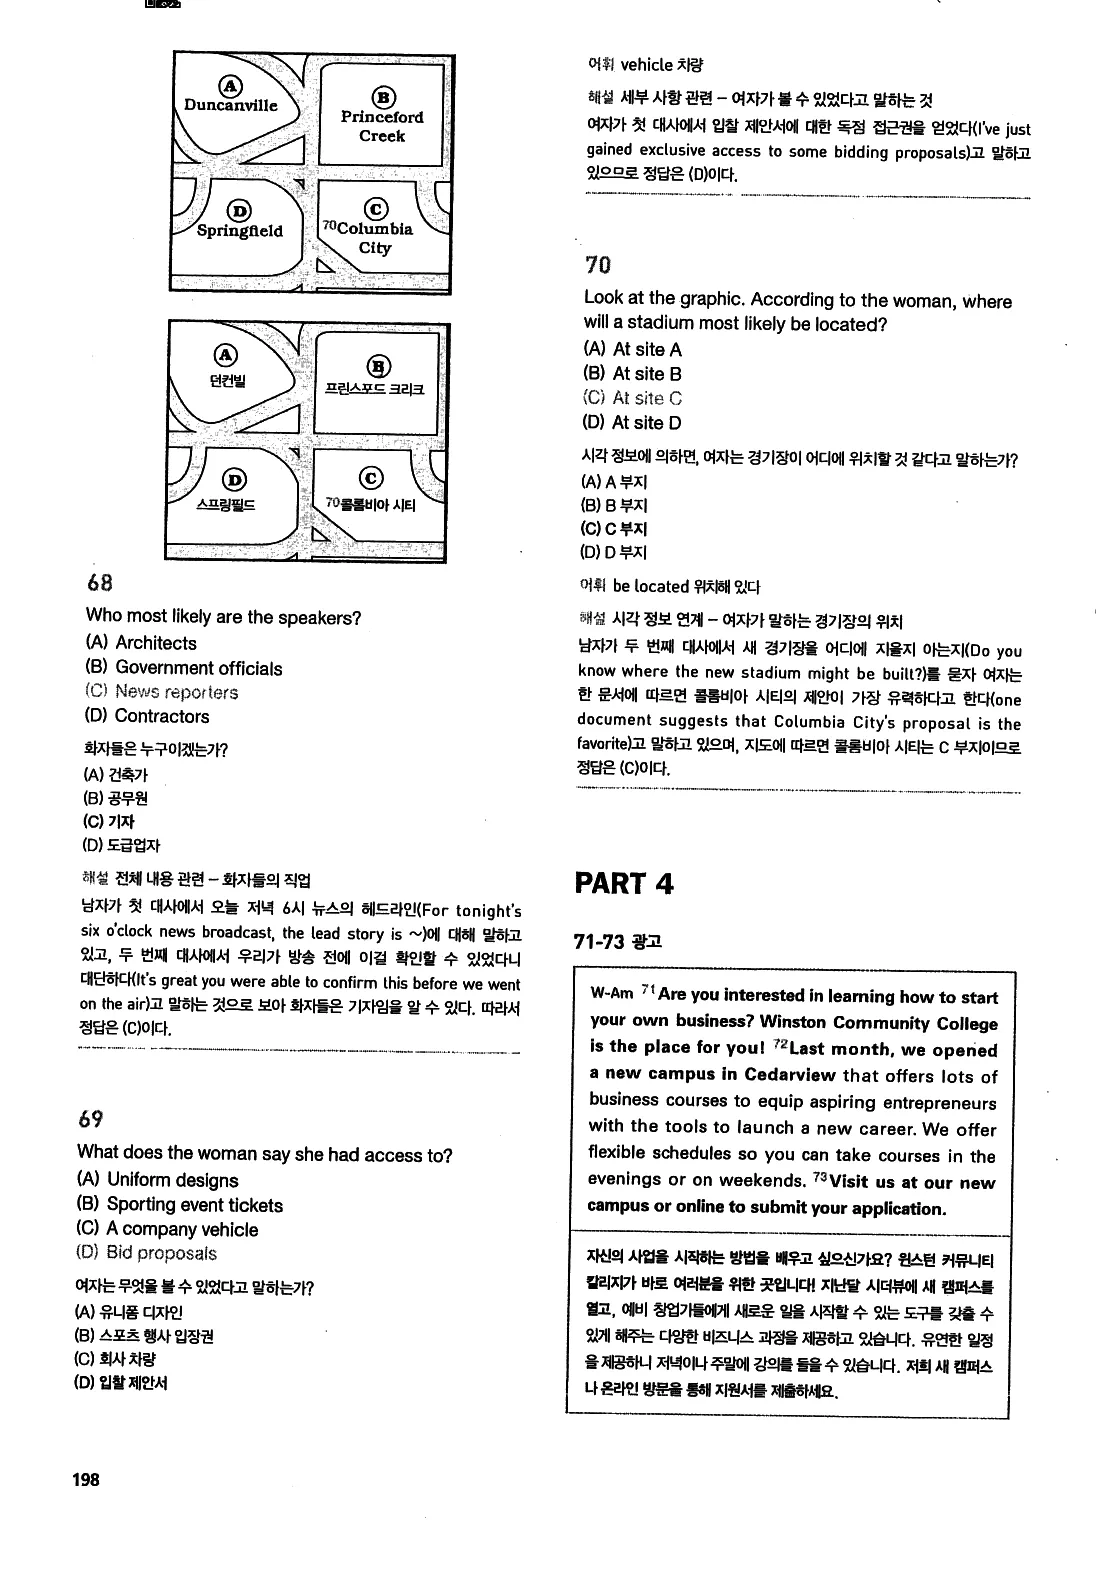 Ⓐ
Duncanville
Ⓑ
Princeford
Creek
Ⓓ
Springfield
Ⓒ
70Columbia
City
Ⓐ
던컨빌
Ⓑ
프린스포드 크리크
Ⓓ
스프링필드
Ⓒ
70콜롬비아 시티
68
Who most likely are the speakers?
(A) Architects
(B) Government officials
(C) News reporters
(D) Contractors
화자들은 누구이겠는가?
(A) 건축가
(B) 공무원
(C) 기자
(D) 도급업자
해설 전체 내용 관련 – 화자들의 직업
남자가 첫 대사에서 오늘 저녁 6시 뉴스의 헤드라인(For tonight's
six o'clock news broadcast, the lead story is ~)에 대해 말하고
있고, 두 번째 대사에서 우리가 방송 전에 이걸 확인할 수 있었다니
대단하다(It's great you were able to confirm this before we went
on the air)고 말하는 것으로 보아 화자들은 기자임을 알 수 있다. 따라서
정답은 (C)이다.
69
What does the woman say she had access to?
(A) Uniform designs
(B) Sporting event tickets
(C) A company vehicle
(D) Bid proposals
여자는 무엇을 볼 수 있었다고 말하는가?
(A) 유니폼 디자인
(B) 스포츠 행사 입장권
(C) 회사 차량
(D) 입찰 제안서
198
어휘 vehicle 차량
해설 세부 사항 관련 – 여자가 볼 수 있었다고 말하는 것
여자가 첫 대사에서 입찰 제안서에 대한 독점 접근권을 얻었다(I've just
gained exclusive access to some bidding proposals)고 말하고
있으므로 정답은 (D)이다.
70
Look at the graphic. According to the woman, where
will a stadium most likely be located?
(A) At site A
(B) At site B
(C) At site C
(D) At site D
시각 정보에 의하면, 여자는 경기장이 어디에 위치할 것 같다고 말하는가?
(A) A 부지
(B) B 부지
(C) C 부지
(D) D 부지
어휘 be located 위치해 있다
해설 시각 정보 연계 – 여자가 말하는 경기장의 위치
남자가 두 번째 대사에서 새 경기장을 어디에 지을지 아는지(Do you
know where the new stadium might be built?)를 묻자 여자는
한 문서에 따르면 콜롬비아 시티의 제안이 가장 유력하다고 한다(one
document suggests that Columbia City's proposal is the
favorite)고 말하고 있으며, 지도에 따르면 콜롬비아 시티는 C 부지이므로
정답은 (C)이다.
PART 4
71-73 광고
W-Am 71Are you interested in learning how to start
your own business? Winston Community College
is the place for you! 72Last month, we opened
a new campus in Cedarview that offers lots of
business courses to equip aspiring entrepreneurs
with the tools to launch a new career. We offer
flexible schedules so you can take courses in the
evenings or on weekends. 73Visit us at our new
campus or online to submit your application.
자신의 사업을 시작하는 방법을 배우고 싶으신가요? 윈스턴 커뮤니티
칼리지가 바로 여러분을 위한 곳입니다! 지난달 시더뷰에 새 캠퍼스를
열고, 예비 창업가들에게 새로운 일을 시작할 수 있는 도구를 갖출 수
있게 해주는 다양한 비즈니스 과정을 제공하고 있습니다. 유연한 일정
을 제공하니 저녁이나 주말에 강의를 들을 수 있습니다. 저희 새 캠퍼스
나 온라인 방문을 통해 지원서를 제출하세요.